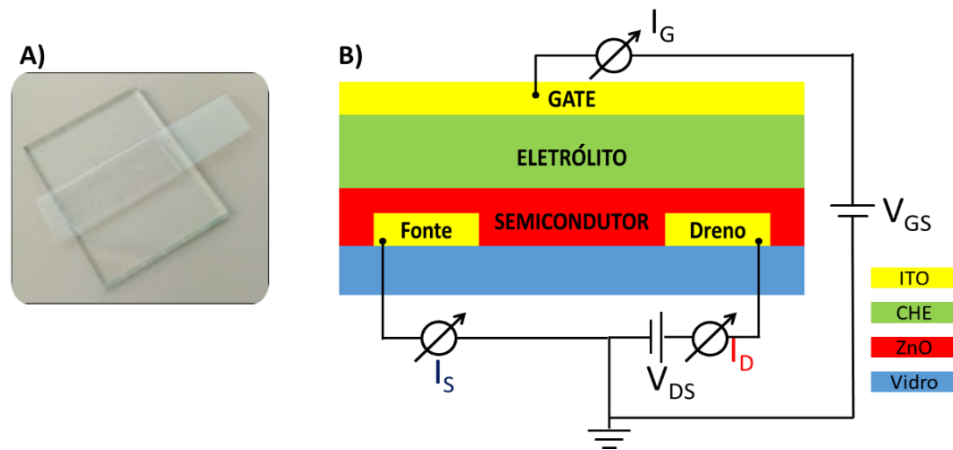 A)
B)
I_G
GATE
ELETRÓLITO
SEMICONDUTOR
Fonte
Dreno
V_GS
I_S
V_DS
I_D
ITO
CHE
ZnO
Vidro